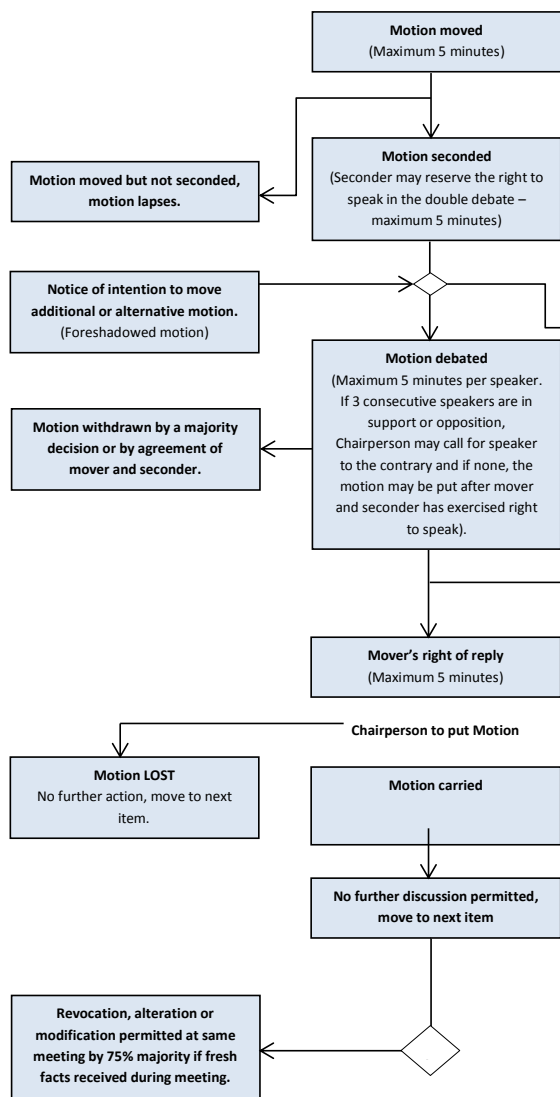 Motion moved
(Maximum 5 minutes)
Motion seconded
(Seconder may reserve the right to
speak in the double debate –
maximum 5 minutes)
Motion moved but not seconded,
motion lapses.
Notice of intention to move
additional or alternative motion.
(Foreshadowed motion)
Motion debated
(Maximum 5 minutes per speaker.
If 3 consecutive speakers are in
support or opposition,
Chairperson may call for speaker
to the contrary and if none, the
motion may be put after mover
and seconder has exercised right
to speak).
Motion withdrawn by a majority
decision or by agreement of
mover and seconder.
Mover’s right of reply
(Maximum 5 minutes)
Chairperson to put Motion
Motion LOST
No further action, move to next
item.
Motion carried
No further discussion permitted,
move to next item
Revocation, alteration or
modification permitted at same
meeting by 75% majority if fresh
facts received during meeting.